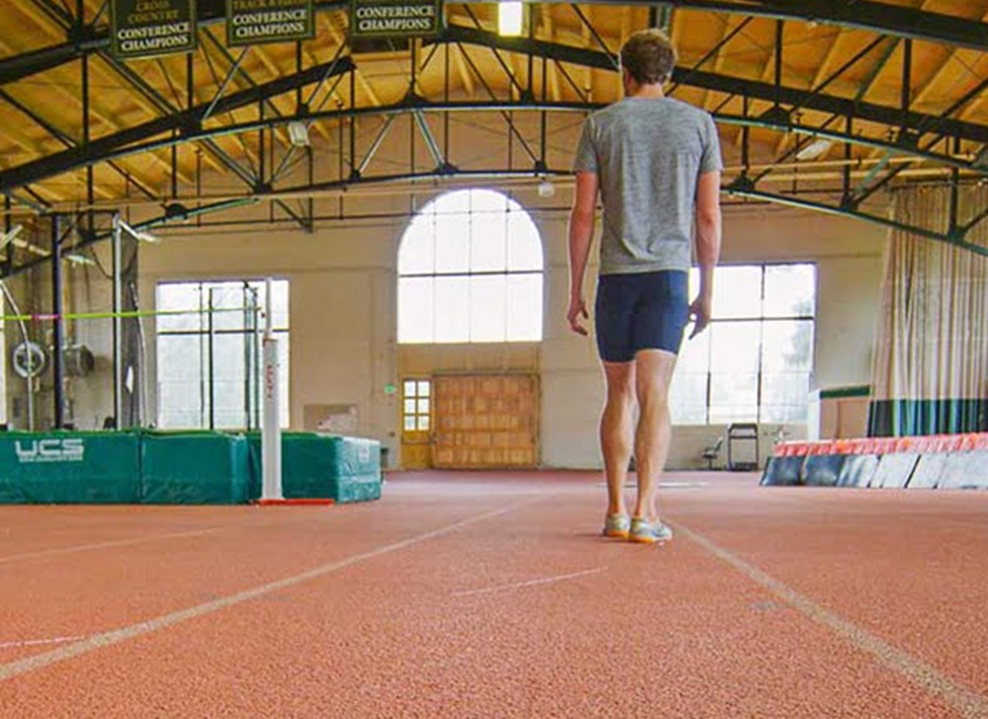 CROSS
COUNTRY
CONFERENCE
CHAMPIONS
TRACK & FIELD
CONFERENCE
CHAMPIONS
CONFERENCE
CHAMPIONS
UCS